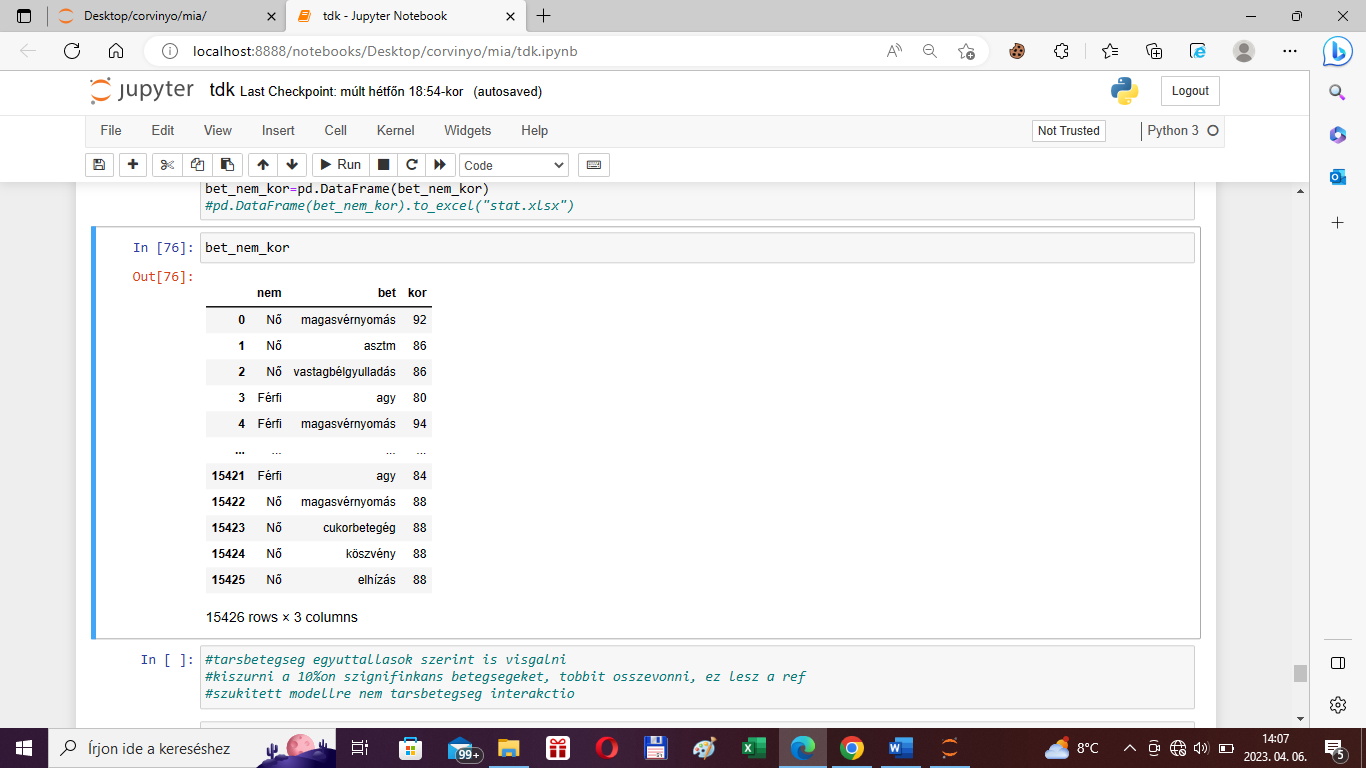 Desktop/corvinyo/mia/
tdk - Jupyter Notebook
localhost:8888/notebooks/Desktop/corvinyo/mia/tdk.ipynb
jupyter tdk Last Checkpoint: múlt hétfőn 18:54-kor (autosaved)
Logout
File Edit View Insert Cell Kernel Widgets Help
Not Trusted
Python 3
Run
Code
bet_nem_kor=pd.DataFrame(bet_nem_kor)
#pd.DataFrame(bet_nem_kor).to_excel("stat.xlsx")
In [76]: bet_nem_kor
Out[76]:
nem bet kor
0 Nő magasvérnyomás 92
1 Nő asztm 86
2 Nő vastagbélgyulladás 86
3 Férfi agy 80
4 Férfi magasvérnyomás 94
... ... ... ...
15421 Férfi agy 84
15422 Nő magasvérnyomás 88
15423 Nő cukorbetegég 88
15424 Nő köszvény 88
15425 Nő elhízás 88
15426 rows × 3 columns
In [ ]: #tarsbetegseg egyuttallasok szerint is visgalni
#kiszurni a 10%on szignifinkans betegsegeket, tobbit osszevonni, ez lesz a ref
#szukitett modellre nem tarsbetegseg interakctio
Írjon ide a kereséshez
99+
8°C
14:07
2023. 04. 06.
5